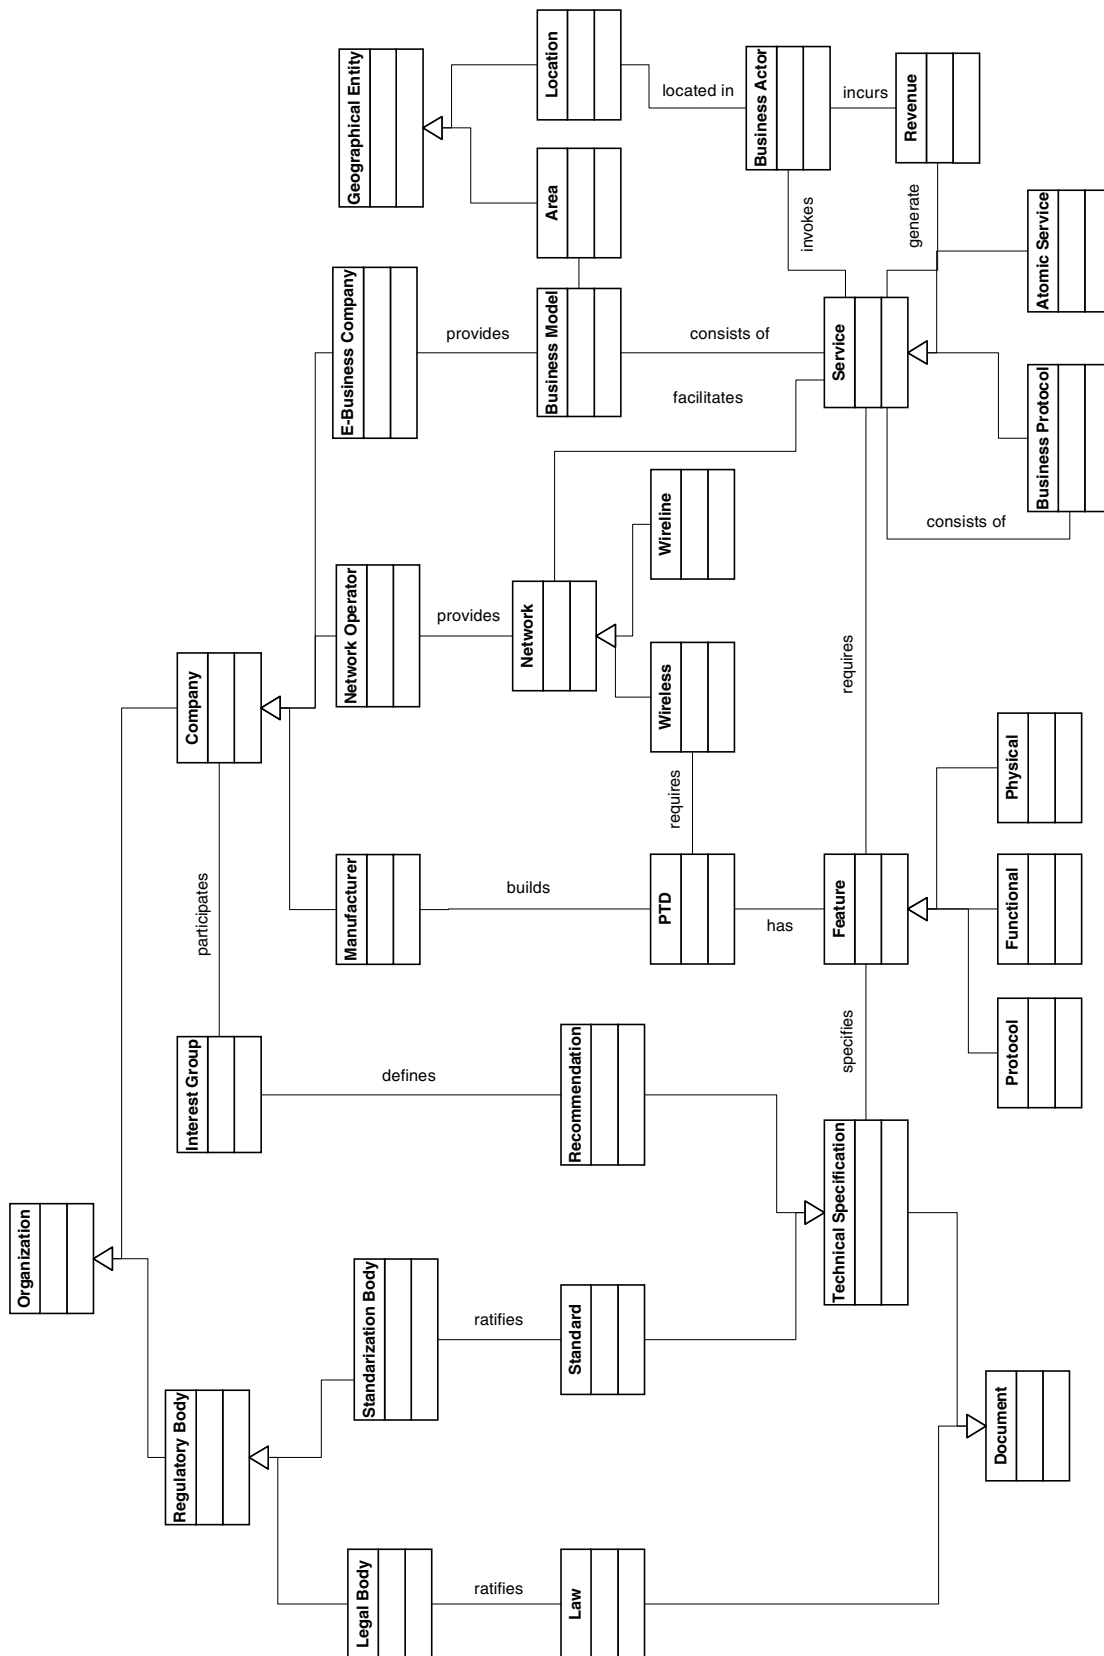 Organization
Regulatory Body
Interest Group
participates
Company
Legal Body
Standarization Body
Manufacturer
Network Operator
E-Business Company
Geographical Entity
ratifies
ratifies
defines
builds
provides
provides
Law
Standard
Recommendation
Network
Business Model
Area
Location
PTD
requires
Wireless
Wireline
facilitates
consists of
located in
has
Technical Specification
specifies
Feature
requires
Service
invokes
Business Actor
incurs
generate
Revenue
consists of
Document
Protocol
Functional
Physical
Business Protocol
Atomic Service